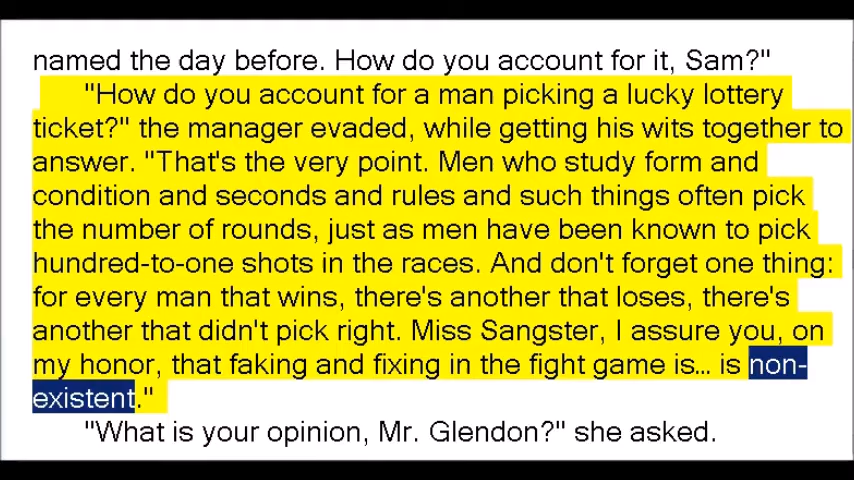 named the day before. How do you account for it, Sam?"
"How do you account for a man picking a lucky lottery
ticket?" the manager evaded, while getting his wits together to
answer. "That's the very point. Men who study form and
condition and seconds and rules and such things often pick
the number of rounds, just as men have been known to pick
hundred-to-one shots in the races. And don't forget one thing:
for every man that wins, there's another that loses, there's
another that didn't pick right. Miss Sangster, I assure you, on
my honor, that faking and fixing in the fight game is... is non-
existent."
"What is your opinion, Mr. Glendon?" she asked.